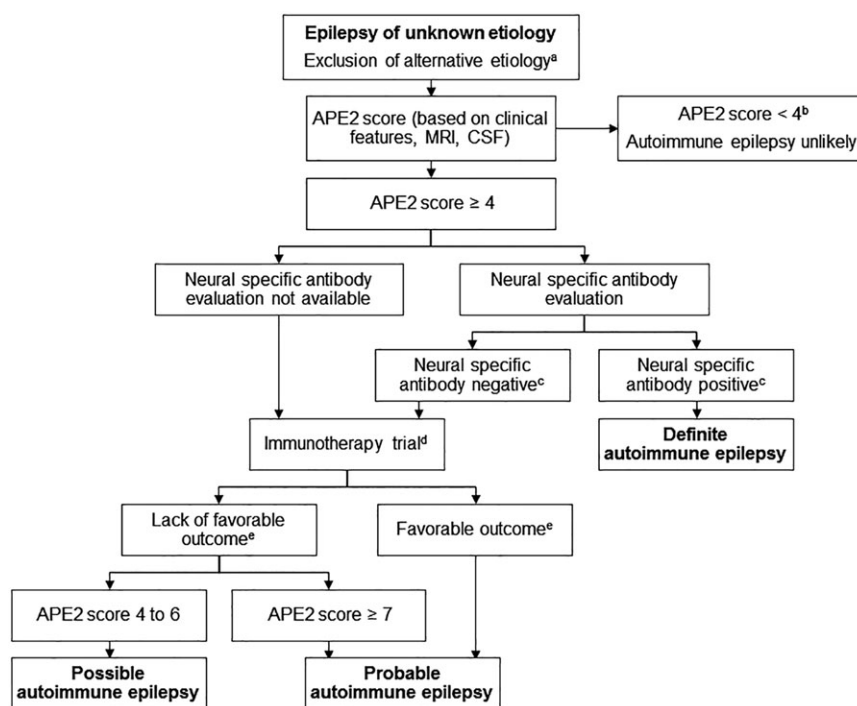 Epilepsy of unknown etiology
Exclusion of alternative etiologyᵃ
APE2 score (based on clinical
features, MRI, CSF)
APE2 score < 4ᵇ
Autoimmune epilepsy unlikely
APE2 score ≥ 4
Neural specific antibody
evaluation not available
Neural specific antibody
evaluation
Neural specific
antibody negativeᶜ
Neural specific
antibody positiveᶜ
Immunotherapy trialᵈ
Definite
autoimmune epilepsy
Lack of favorable
outcomeᵉ
Favorable outcomeᵉ
APE2 score 4 to 6
APE2 score ≥ 7
Possible
autoimmune epilepsy
Probable
autoimmune epilepsy